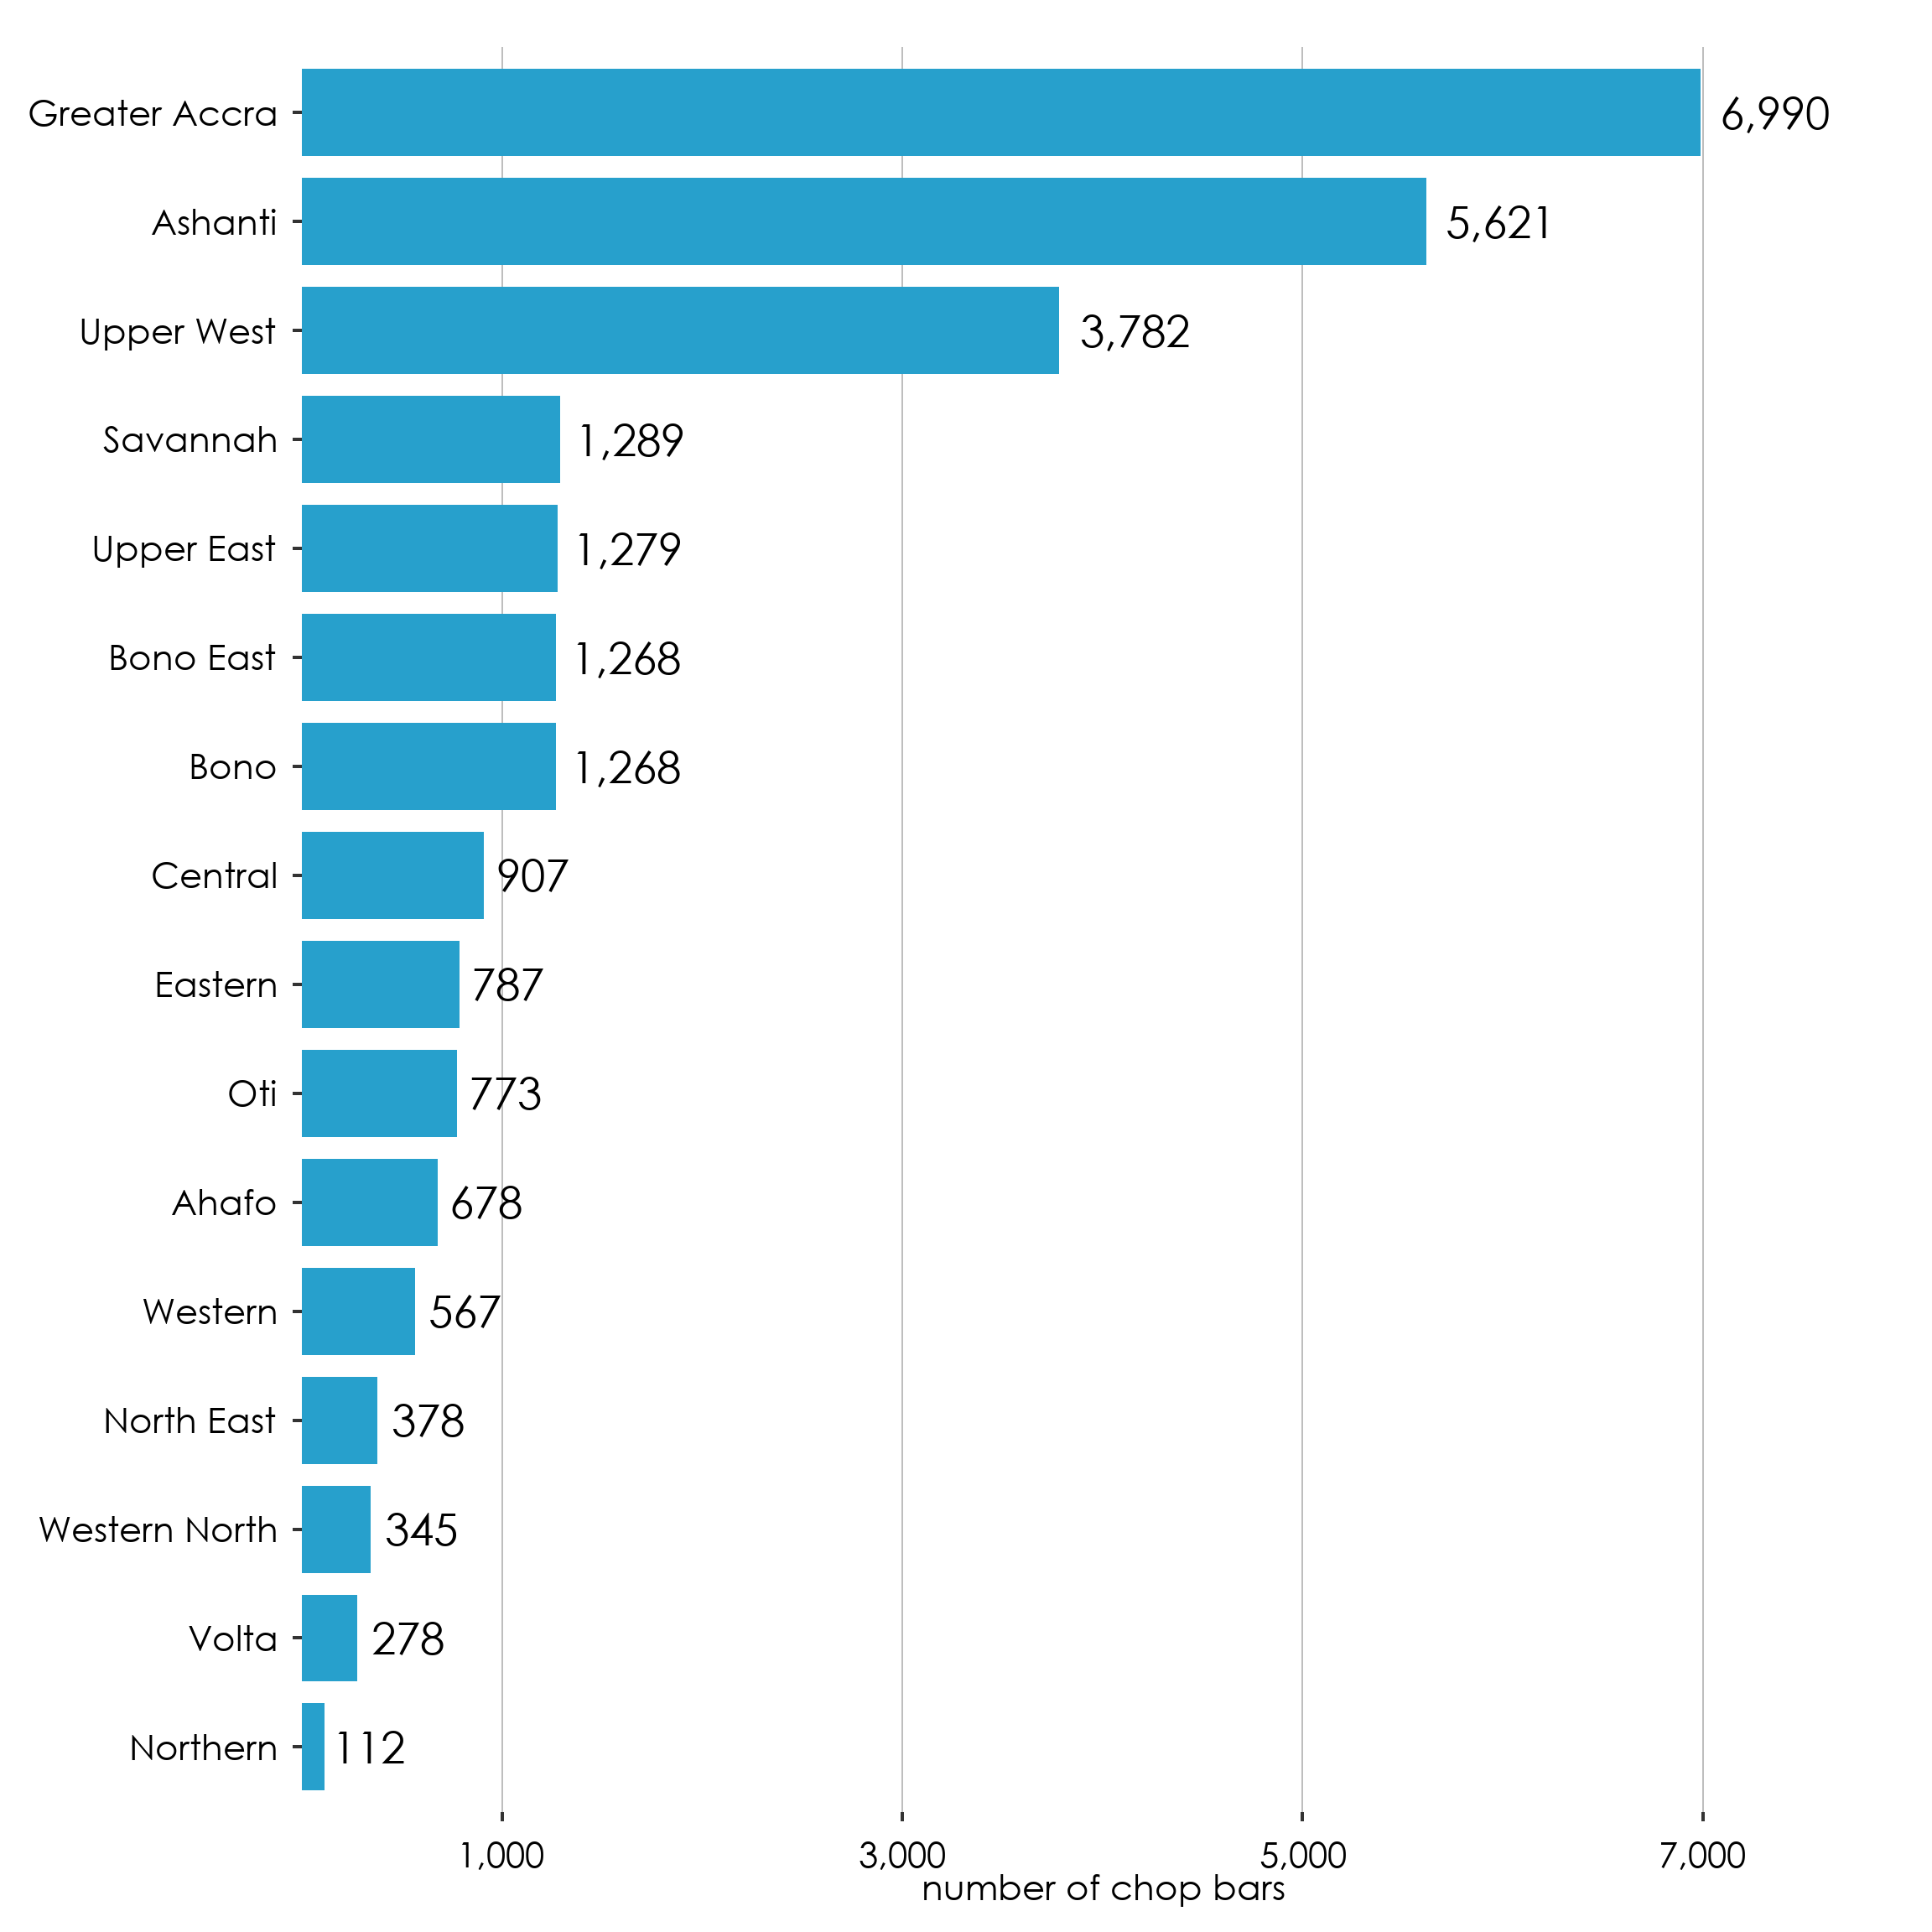 Greater Accra 6,990
Ashanti 5,621
Upper West 3,782
Savannah 1,289
Upper East 1,279
Bono East 1,268
Bono 1,268
Central 907
Eastern 787
Oti 773
Ahafo 678
Western 567
North East 378
Western North 345
Volta 278
Northern 112
1,000 3,000 5,000 7,000
number of chop bars